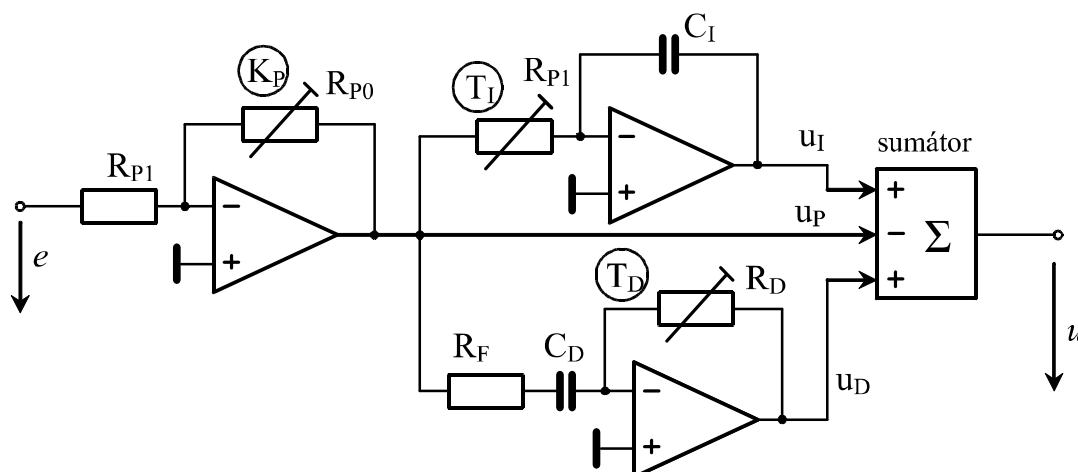 K_P
R_P0
R_P1
−
+
e
T_I
R_P1
C_I
−
+
u_I
u_P
sumátor
+
−
+
Σ
u
T_D
R_D
R_F
C_D
−
+
u_D